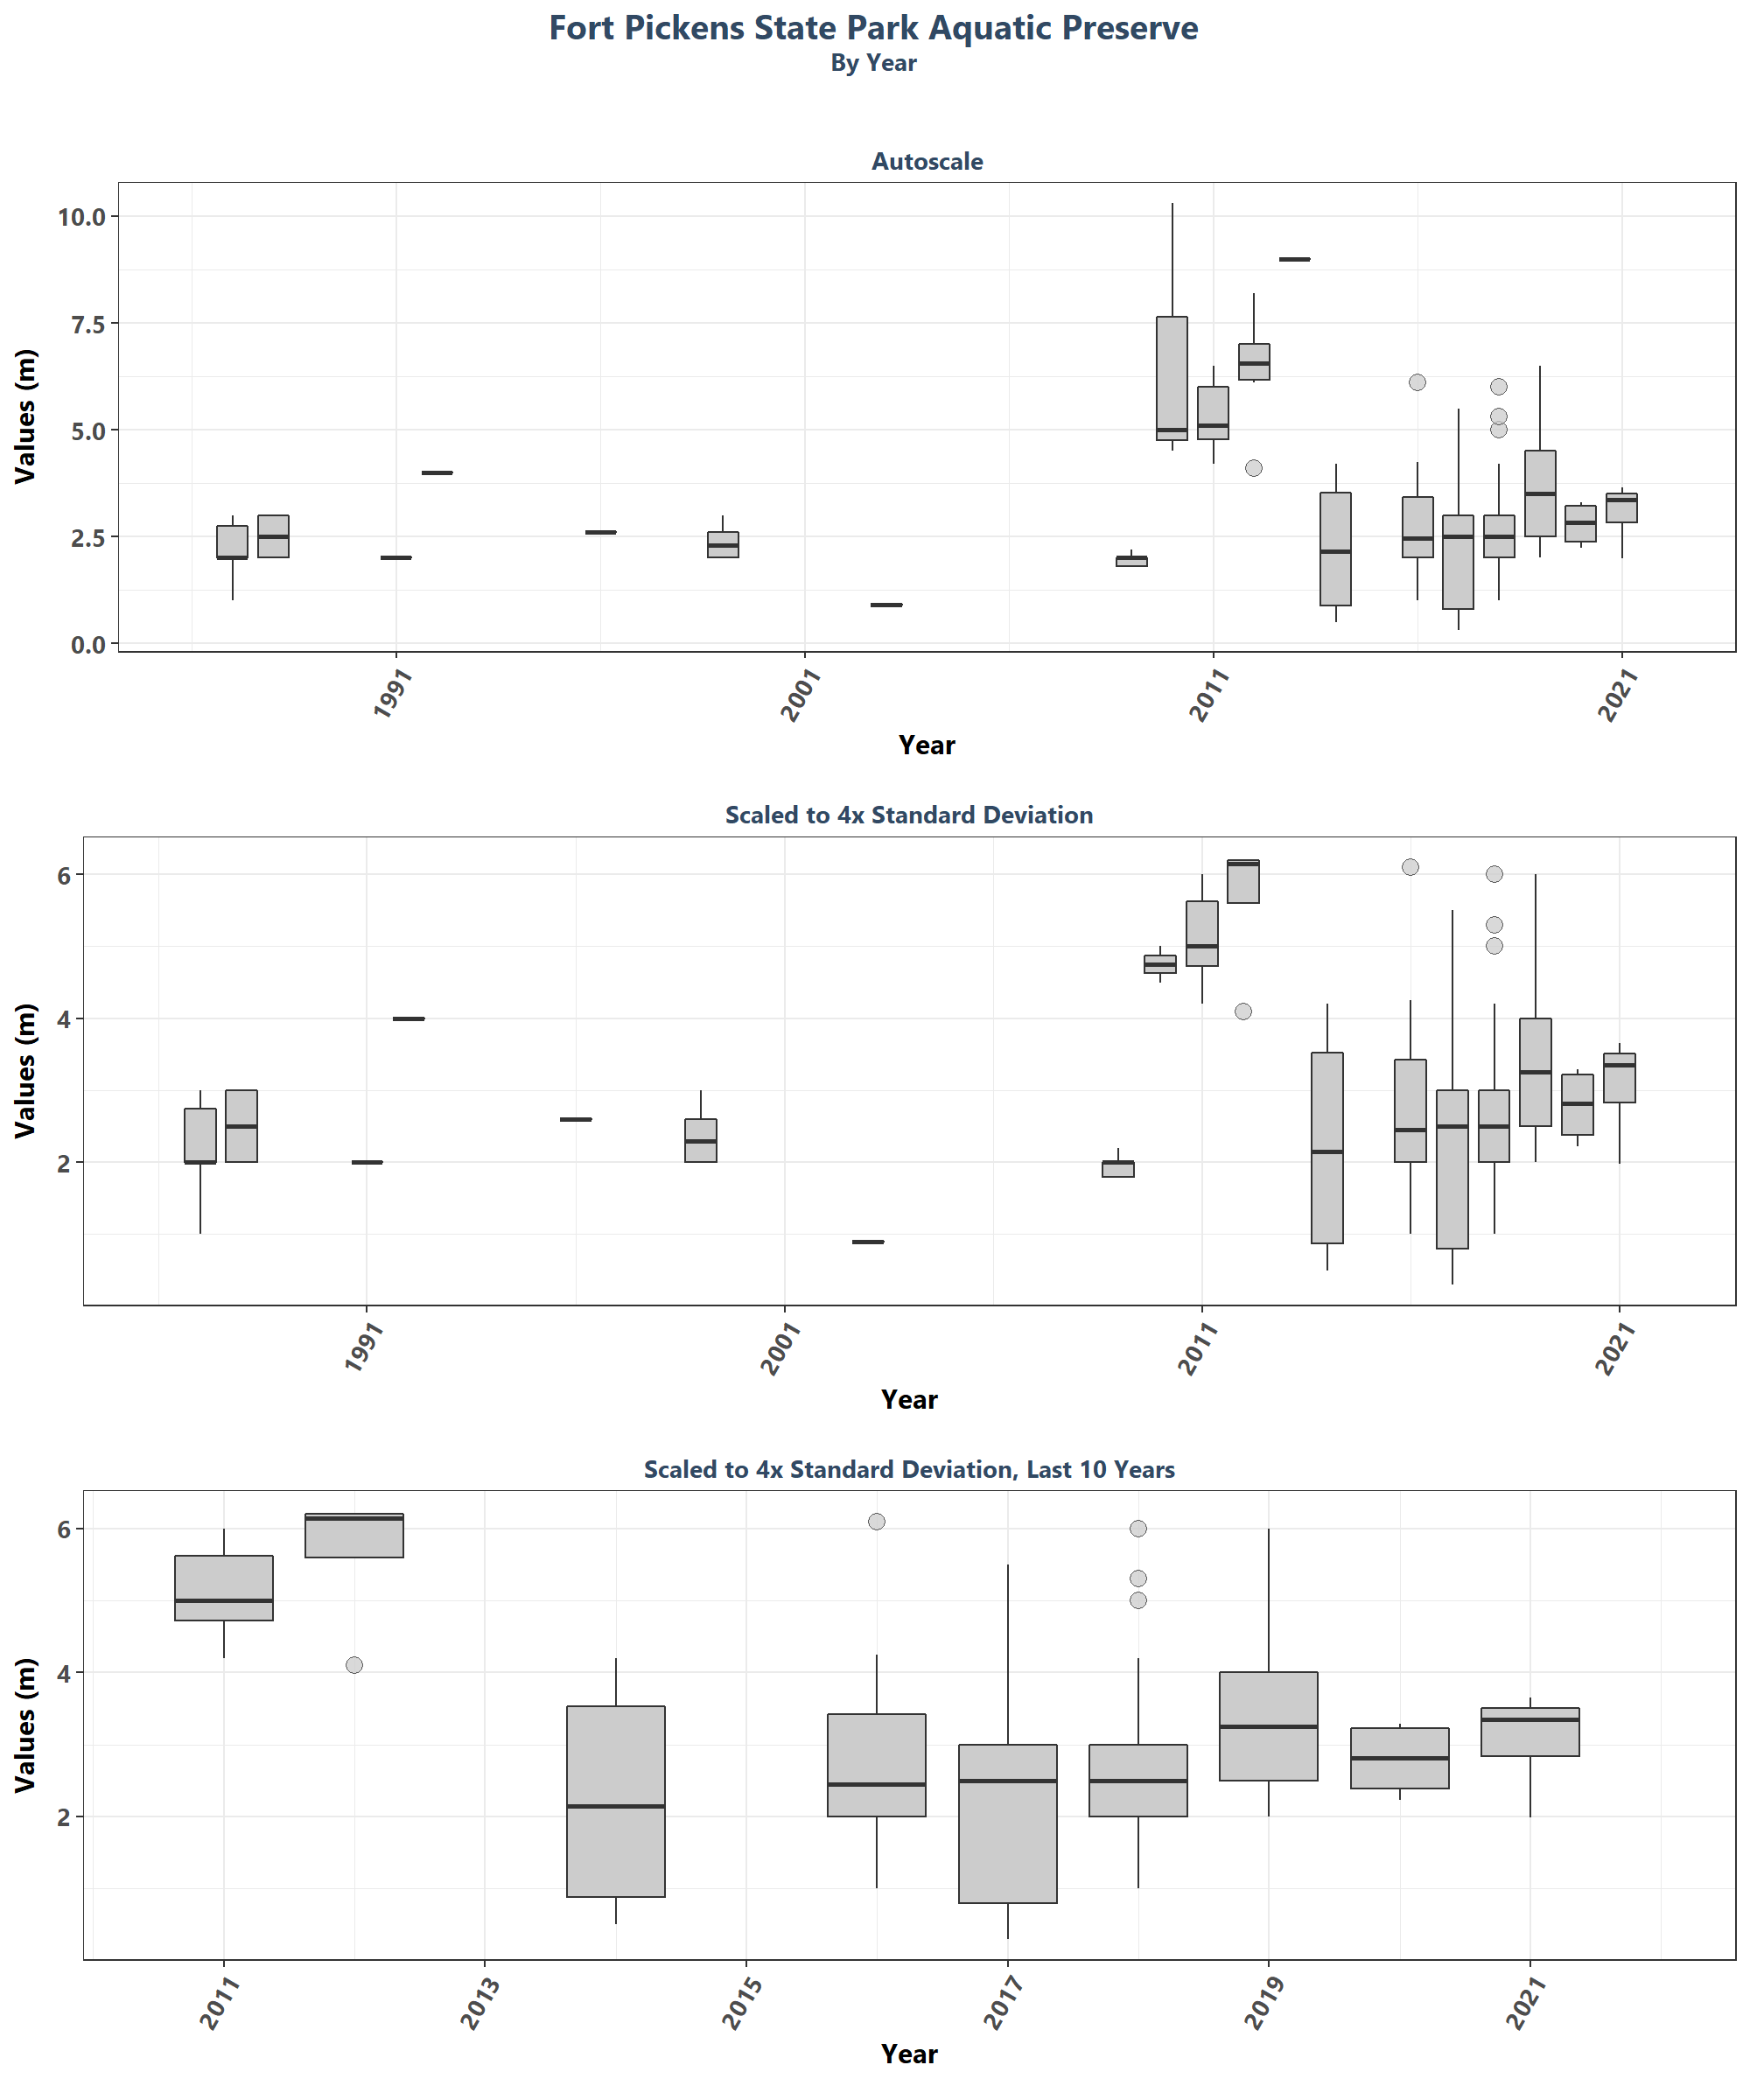 Fort Pickens State Park Aquatic Preserve
By Year
Autoscale
Values (m)
10.0
7.5
5.0
2.5
0.0
1991
2001
2011
2021
Year
Scaled to 4x Standard Deviation
Values (m)
6
4
2
1991
2001
2011
2021
Year
Scaled to 4x Standard Deviation, Last 10 Years
Values (m)
6
4
2
2011
2013
2015
2017
2019
2021
Year